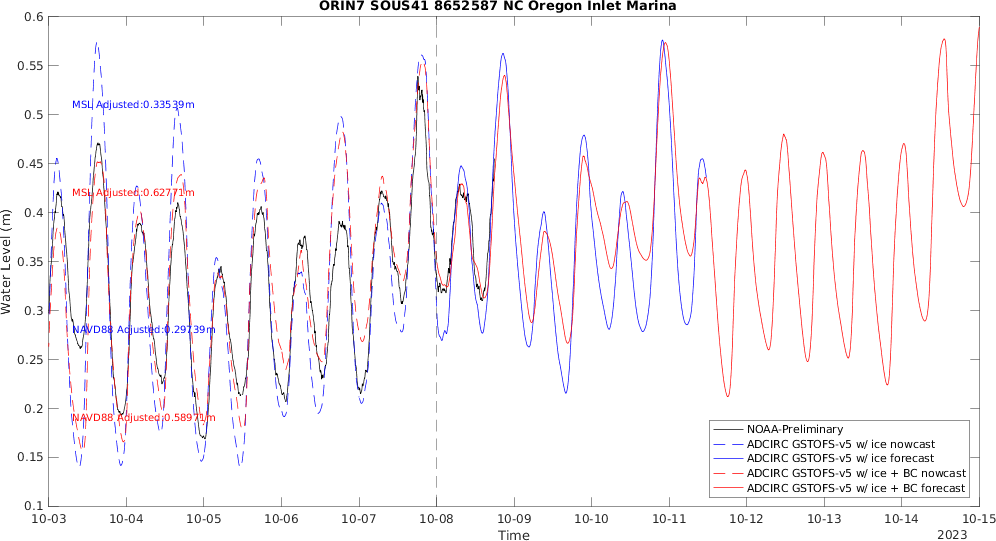 ORIN7 SOUS41 8652587 NC Oregon Inlet Marina
Water Level (m)
0.6
0.55
0.5
0.45
0.4
0.35
0.3
0.25
0.2
0.15
0.1
MSL Adjusted:0.33539m
MSL Adjusted:0.62771m
NAVD88 Adjusted:0.29739m
NAVD88 Adjusted:0.58971m
NOAA-Preliminary
ADCIRC GSTOFS-v5 w/ ice nowcast
ADCIRC GSTOFS-v5 w/ ice forecast
ADCIRC GSTOFS-v5 w/ ice + BC nowcast
ADCIRC GSTOFS-v5 w/ ice + BC forecast
10-03 10-04 10-05 10-06 10-07 10-08 10-09 10-10 10-11 10-12 10-13 10-14 10-15
Time
2023